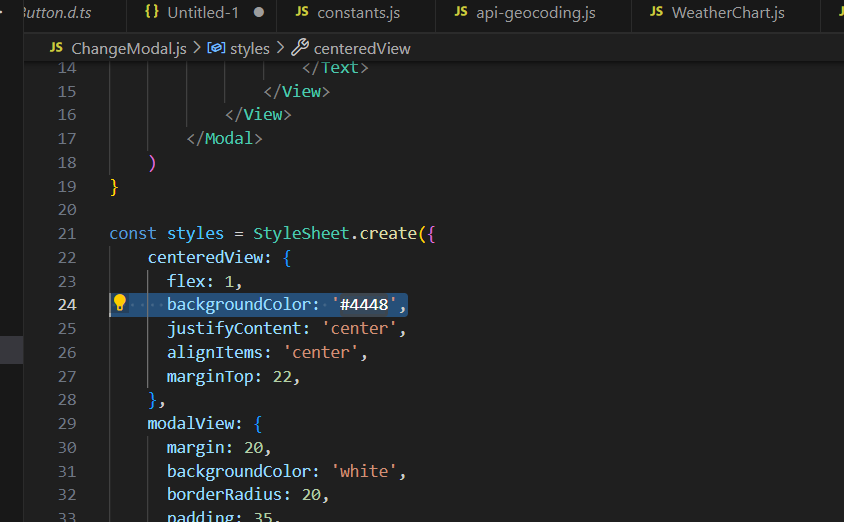 utton.d.ts {} Untitled-1 JS constants.js JS api-geocoding.js JS WeatherChart.js
JS ChangeModal.js > styles > centeredView
14 </Text>
15 </View>
16 </View>
17 </Modal>
18 )
19 }
20
21 const styles = StyleSheet.create({
22 centeredView: {
23 flex: 1,
24 backgroundColor: '#4448',
25 justifyContent: 'center',
26 alignItems: 'center',
27 marginTop: 22,
28 },
29 modalView: {
30 margin: 20,
31 backgroundColor: 'white',
32 borderRadius: 20,
33 padding: 35,